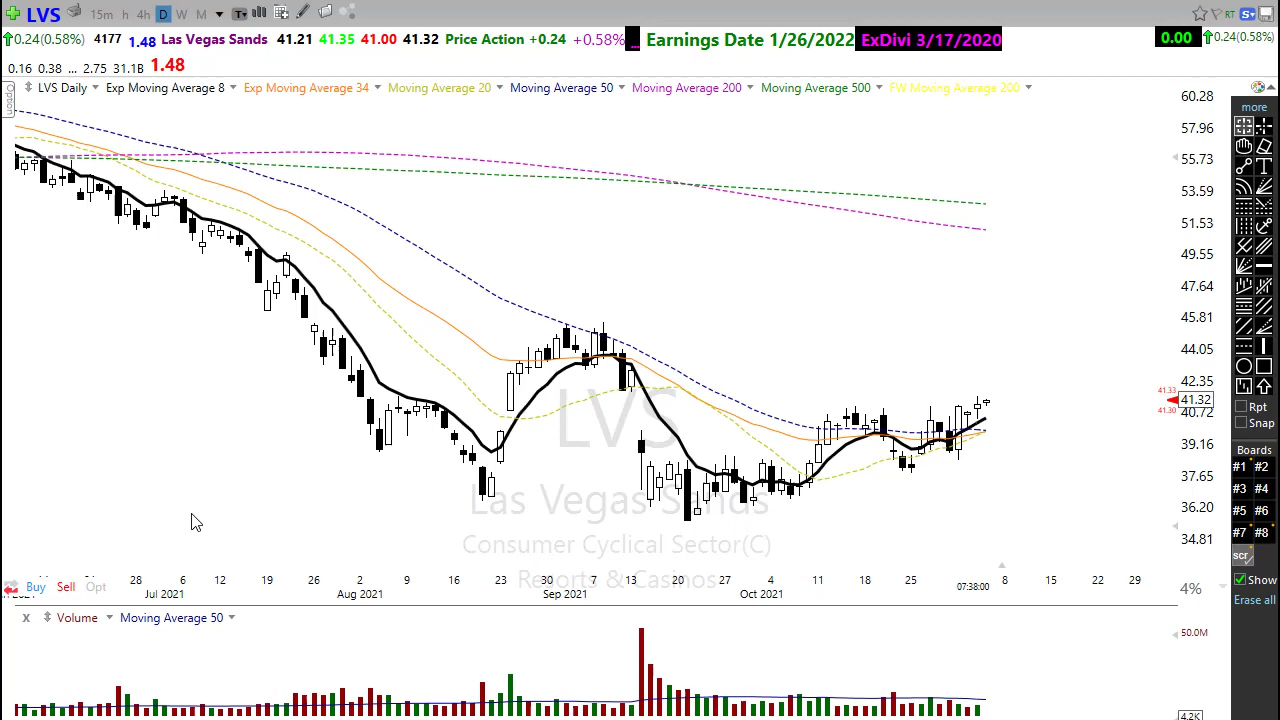 LVS 15m h 4h D W M T RT S
0.24(0.58%) 4177 1.48 Las Vegas Sands 41.21 41.35 41.00 41.32 Price Action +0.24 +0.58% ... Earnings Date 1/26/2022 ExDivi 3/17/2020 0.00 0.24(0.58%)
0.16 0.38 ... 2.75 31.1B 1.48
Option
LVS Daily Exp Moving Average 8 Exp Moving Average 34 Moving Average 20 Moving Average 50 Moving Average 200 Moving Average 500 FW Moving Average 200
60.28
57.96
55.73
53.59
51.53
49.55
47.64
45.81
44.05
42.35
41.33
41.32
41.30
40.72
39.16
37.65
36.20
34.81
LVS
Las Vegas Sands
Consumer Cyclical Sector(C)
Resorts & Casinos
28 6 12 19 26 2 9 16 23 30 7 13 20 27 4 11 18 25 07:38:00 8 15 22 29
Jul 2021 Aug 2021 Sep 2021 Oct 2021
Buy Sell Opt
4%
x Volume Moving Average 50
50.0M
4.2K
more
T
Rpt
Snap
Boards
#1 #2
#3 #4
#5 #6
#7 #8
scr
Show
Erase all